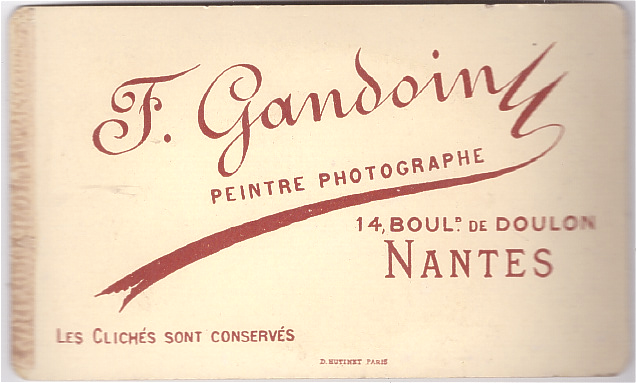 F. Gandoin
PEINTRE PHOTOGRAPHE
14, BOUL.D DE DOULON
NANTES
LES CLICHÉS SONT CONSERVÉS
D. HUTINET PARIS